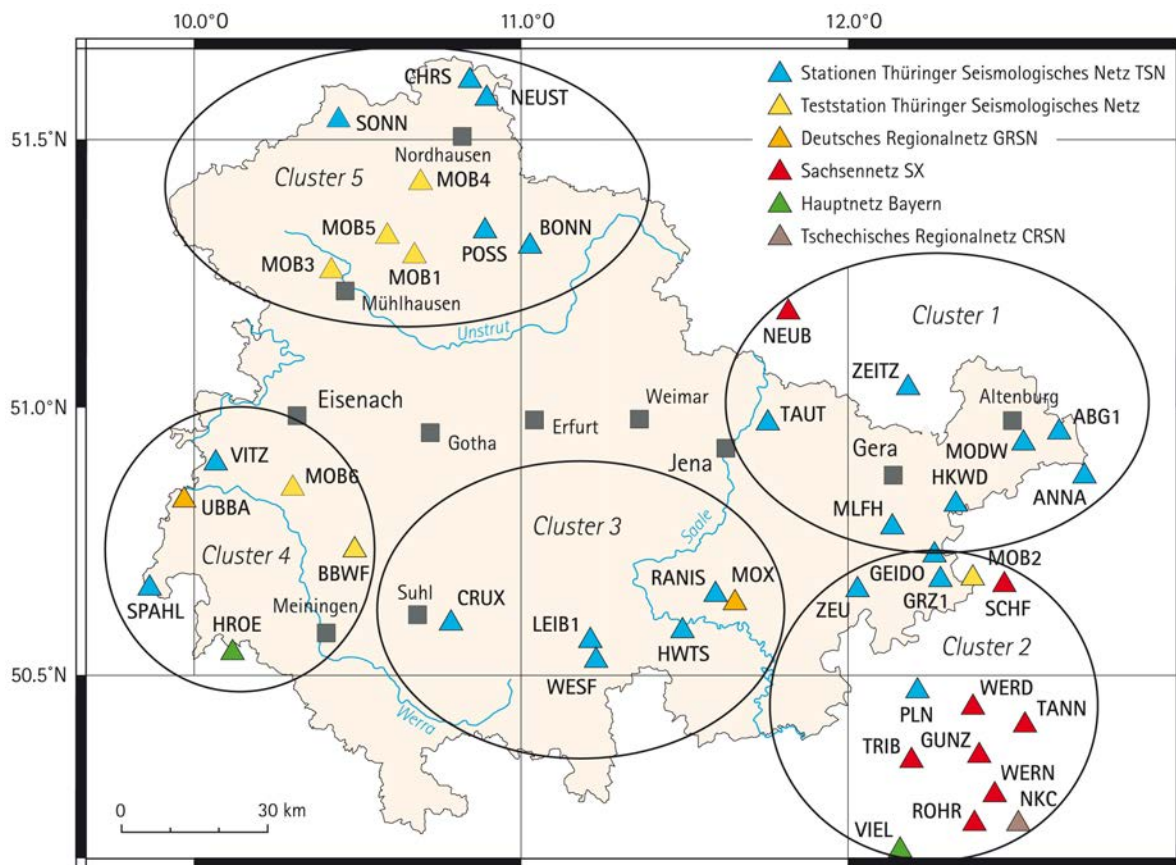 10.0°O
11.0°O
12.0°O
51.5°N
51.0°N
50.5°N
Stationen Thüringer Seismologisches Netz TSN
Teststation Thüringer Seismologisches Netz
Deutsches Regionalnetz GRSN
Sachsennetz SX
Hauptnetz Bayern
Tschechisches Regionalnetz CRSN
CHRS
NEUST
SONN
Nordhausen
Cluster 5
MOB4
MOB5
POSS
BONN
MOB3
MOB1
Mühlhausen
Unstrut
Cluster 1
NEUB
ZEITZ
Altenburg
ABG1
TAUT
MODW
Gera
HKWD
ANNA
MLFH
Eisenach
Gotha
Erfurt
Weimar
Jena
Saale
VITZ
MOB6
UBBA
Cluster 4
BBWF
SPAHL
Meiningen
HROE
Werra
Cluster 3
Suhl
CRUX
RANIS
MOX
LEIB1
HWTS
WESF
GEIDO
MOB2
ZEU
GRZ1
SCHF
Cluster 2
PLN
WERD
TANN
TRIB
GUNZ
WERN
ROHR
NKC
VIEL
0
30 km